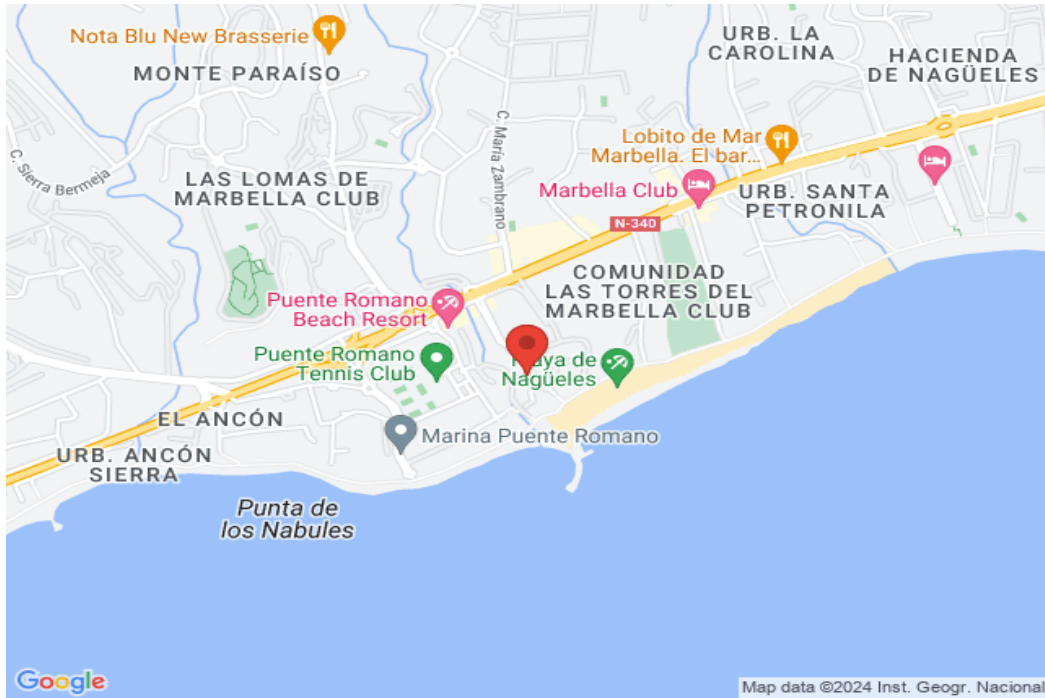 Nota Blu New Brasserie
MONTE PARAÍSO
URB. LA
CAROLINA
HACIENDA
DE NAGÜELES
C. María Zambrano
C. Sierra Bermeja
Lobito de Mar
Marbella. El bar...
LAS LOMAS DE
MARBELLA CLUB
Marbella Club
URB. SANTA
PETRONILA
N-340
COMUNIDAD
LAS TORRES DEL
MARBELLA CLUB
Puente Romano
Beach Resort
Puente Romano
Tennis Club
de
Nagüeles
EL ANCÓN
Marina Puente Romano
URB. ANCÓN
SIERRA
Punta de
los Nabules
Google
Map data ©2024 Inst. Geogr. Nacional